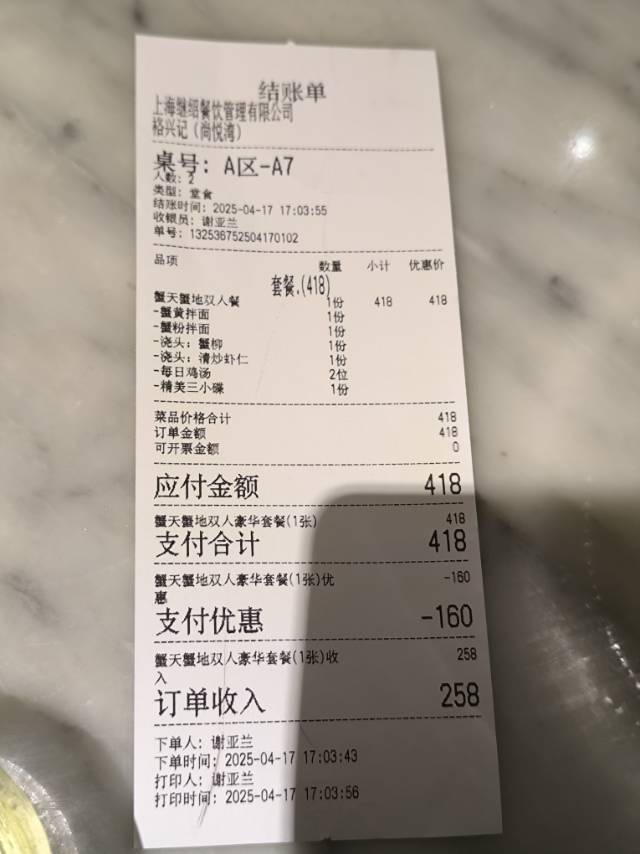 结账单
上海继绍餐饮管理有限公司
裕兴记（尚悦湾）
桌号：A区-A7
人数：2
类型：堂食
结账时间：2025-04-17 17:03:55
收银员：谢亚兰
单号：132536752504170102
品项 数量 小计 优惠价
套餐.(418)
蟹天蟹地双人餐 1份 418 418
-蟹黄拌面 1份
-蟹粉拌面 1份
-浇头：蟹柳 1份
-浇头：清炒虾仁 1份
-每日鸡汤 2位
-精美三小碟 1份
菜品价格合计 418
订单金额 418
可开票金额 0
应付金额 418
蟹天蟹地双人豪华套餐(1张) 418
支付合计 418
蟹天蟹地双人豪华套餐(1张)优 -160
惠
支付优惠 -160
蟹天蟹地双人豪华套餐(1张)收 258
入
订单收入 258
下单人：谢亚兰
下单时间：2025-04-17 17:03:43
打印人：谢亚兰
打印时间：2025-04-17 17:03:56